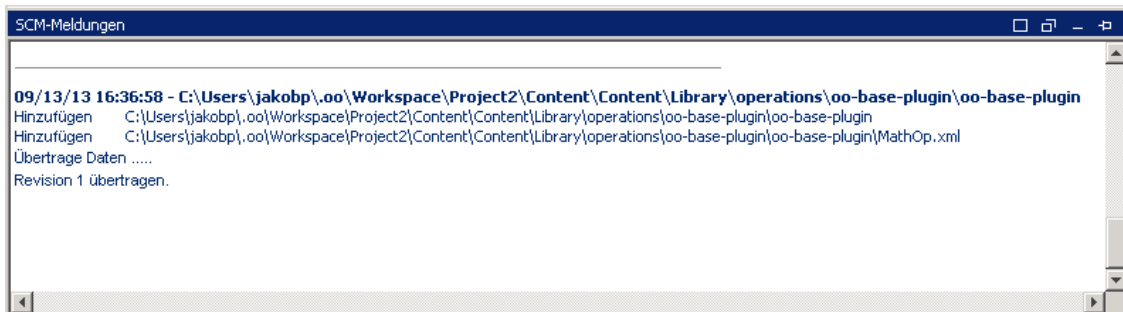 SCM-Meldungen
09/13/13 16:36:58 - C:\Users\jakobp\.oo\Workspace\Project2\Content\Content\Library\operations\oo-base-plugin\oo-base-plugin
Hinzufügen C:\Users\jakobp\.oo\Workspace\Project2\Content\Content\Library\operations\oo-base-plugin\oo-base-plugin
Hinzufügen C:\Users\jakobp\.oo\Workspace\Project2\Content\Content\Library\operations\oo-base-plugin\oo-base-plugin\MathOp.xml
Übertrage Daten .....
Revision 1 übertragen.